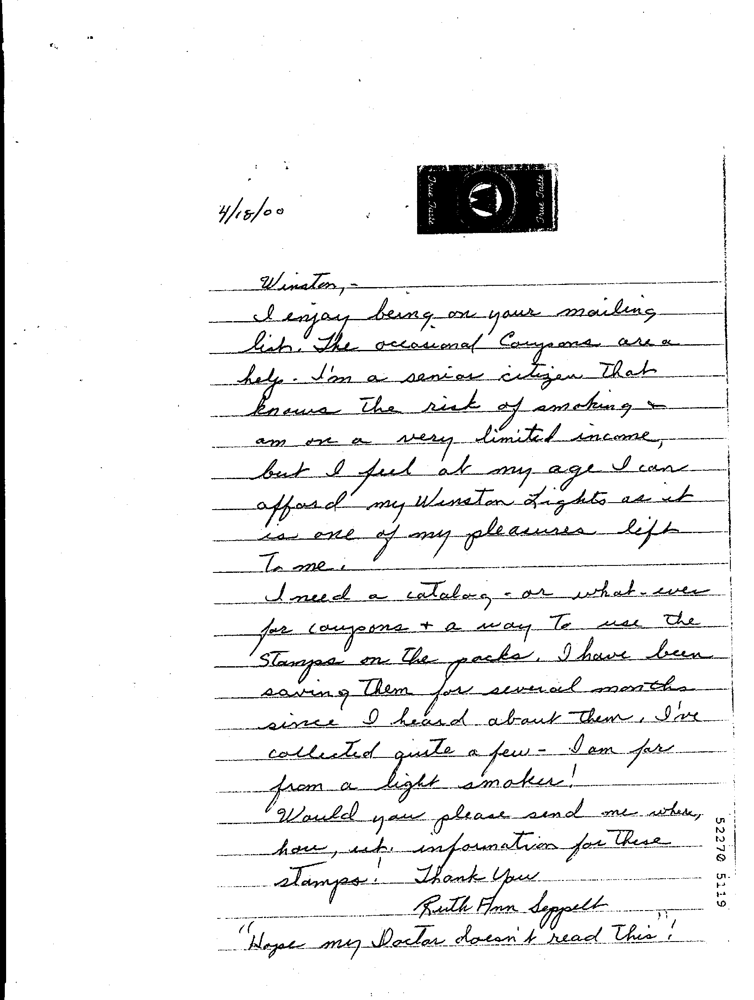 4/18/00
True Taste
W
True Taste
Winston, -
I enjoy being on your mailing
list. The occasional Coupons are a
help. I'm a senior citizen that
knows the risk of smoking &
am on a very limited income,
but I feel at my age I can
afford my Winston Lights as it
is one of my pleasures left
To me.
I need a catalog - or what-ever
for coupons + a way To use the
Stamps on the packs. I have been
saving Them for several months
since I heard about Them. I've
collected quite a few - I am far
from a light smoker!
Would you please send me where,
how, ect. information for These
stamps! Thank You
Ruth Ann Seppelt
"Hope my Doctor doesn't read This"!
52270 5119